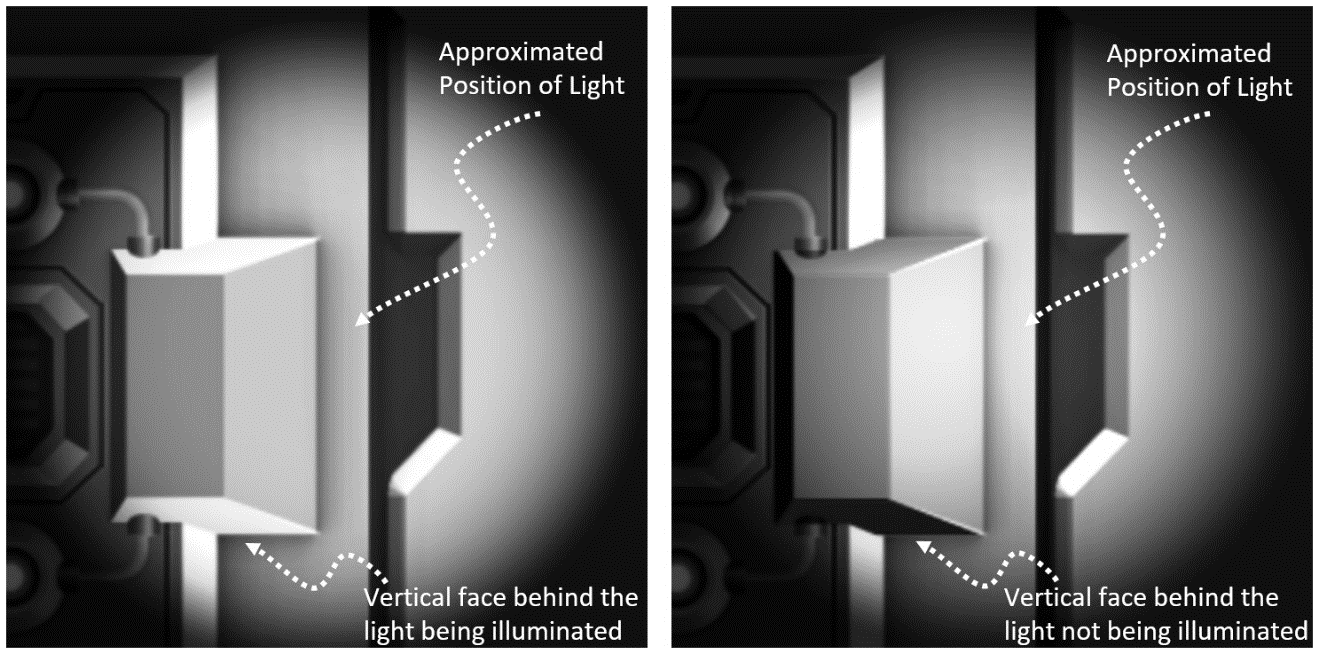 Approximated
Position of Light
Vertical face behind the
light being illuminated
Approximated
Position of Light
Vertical face behind the
light not being illuminated